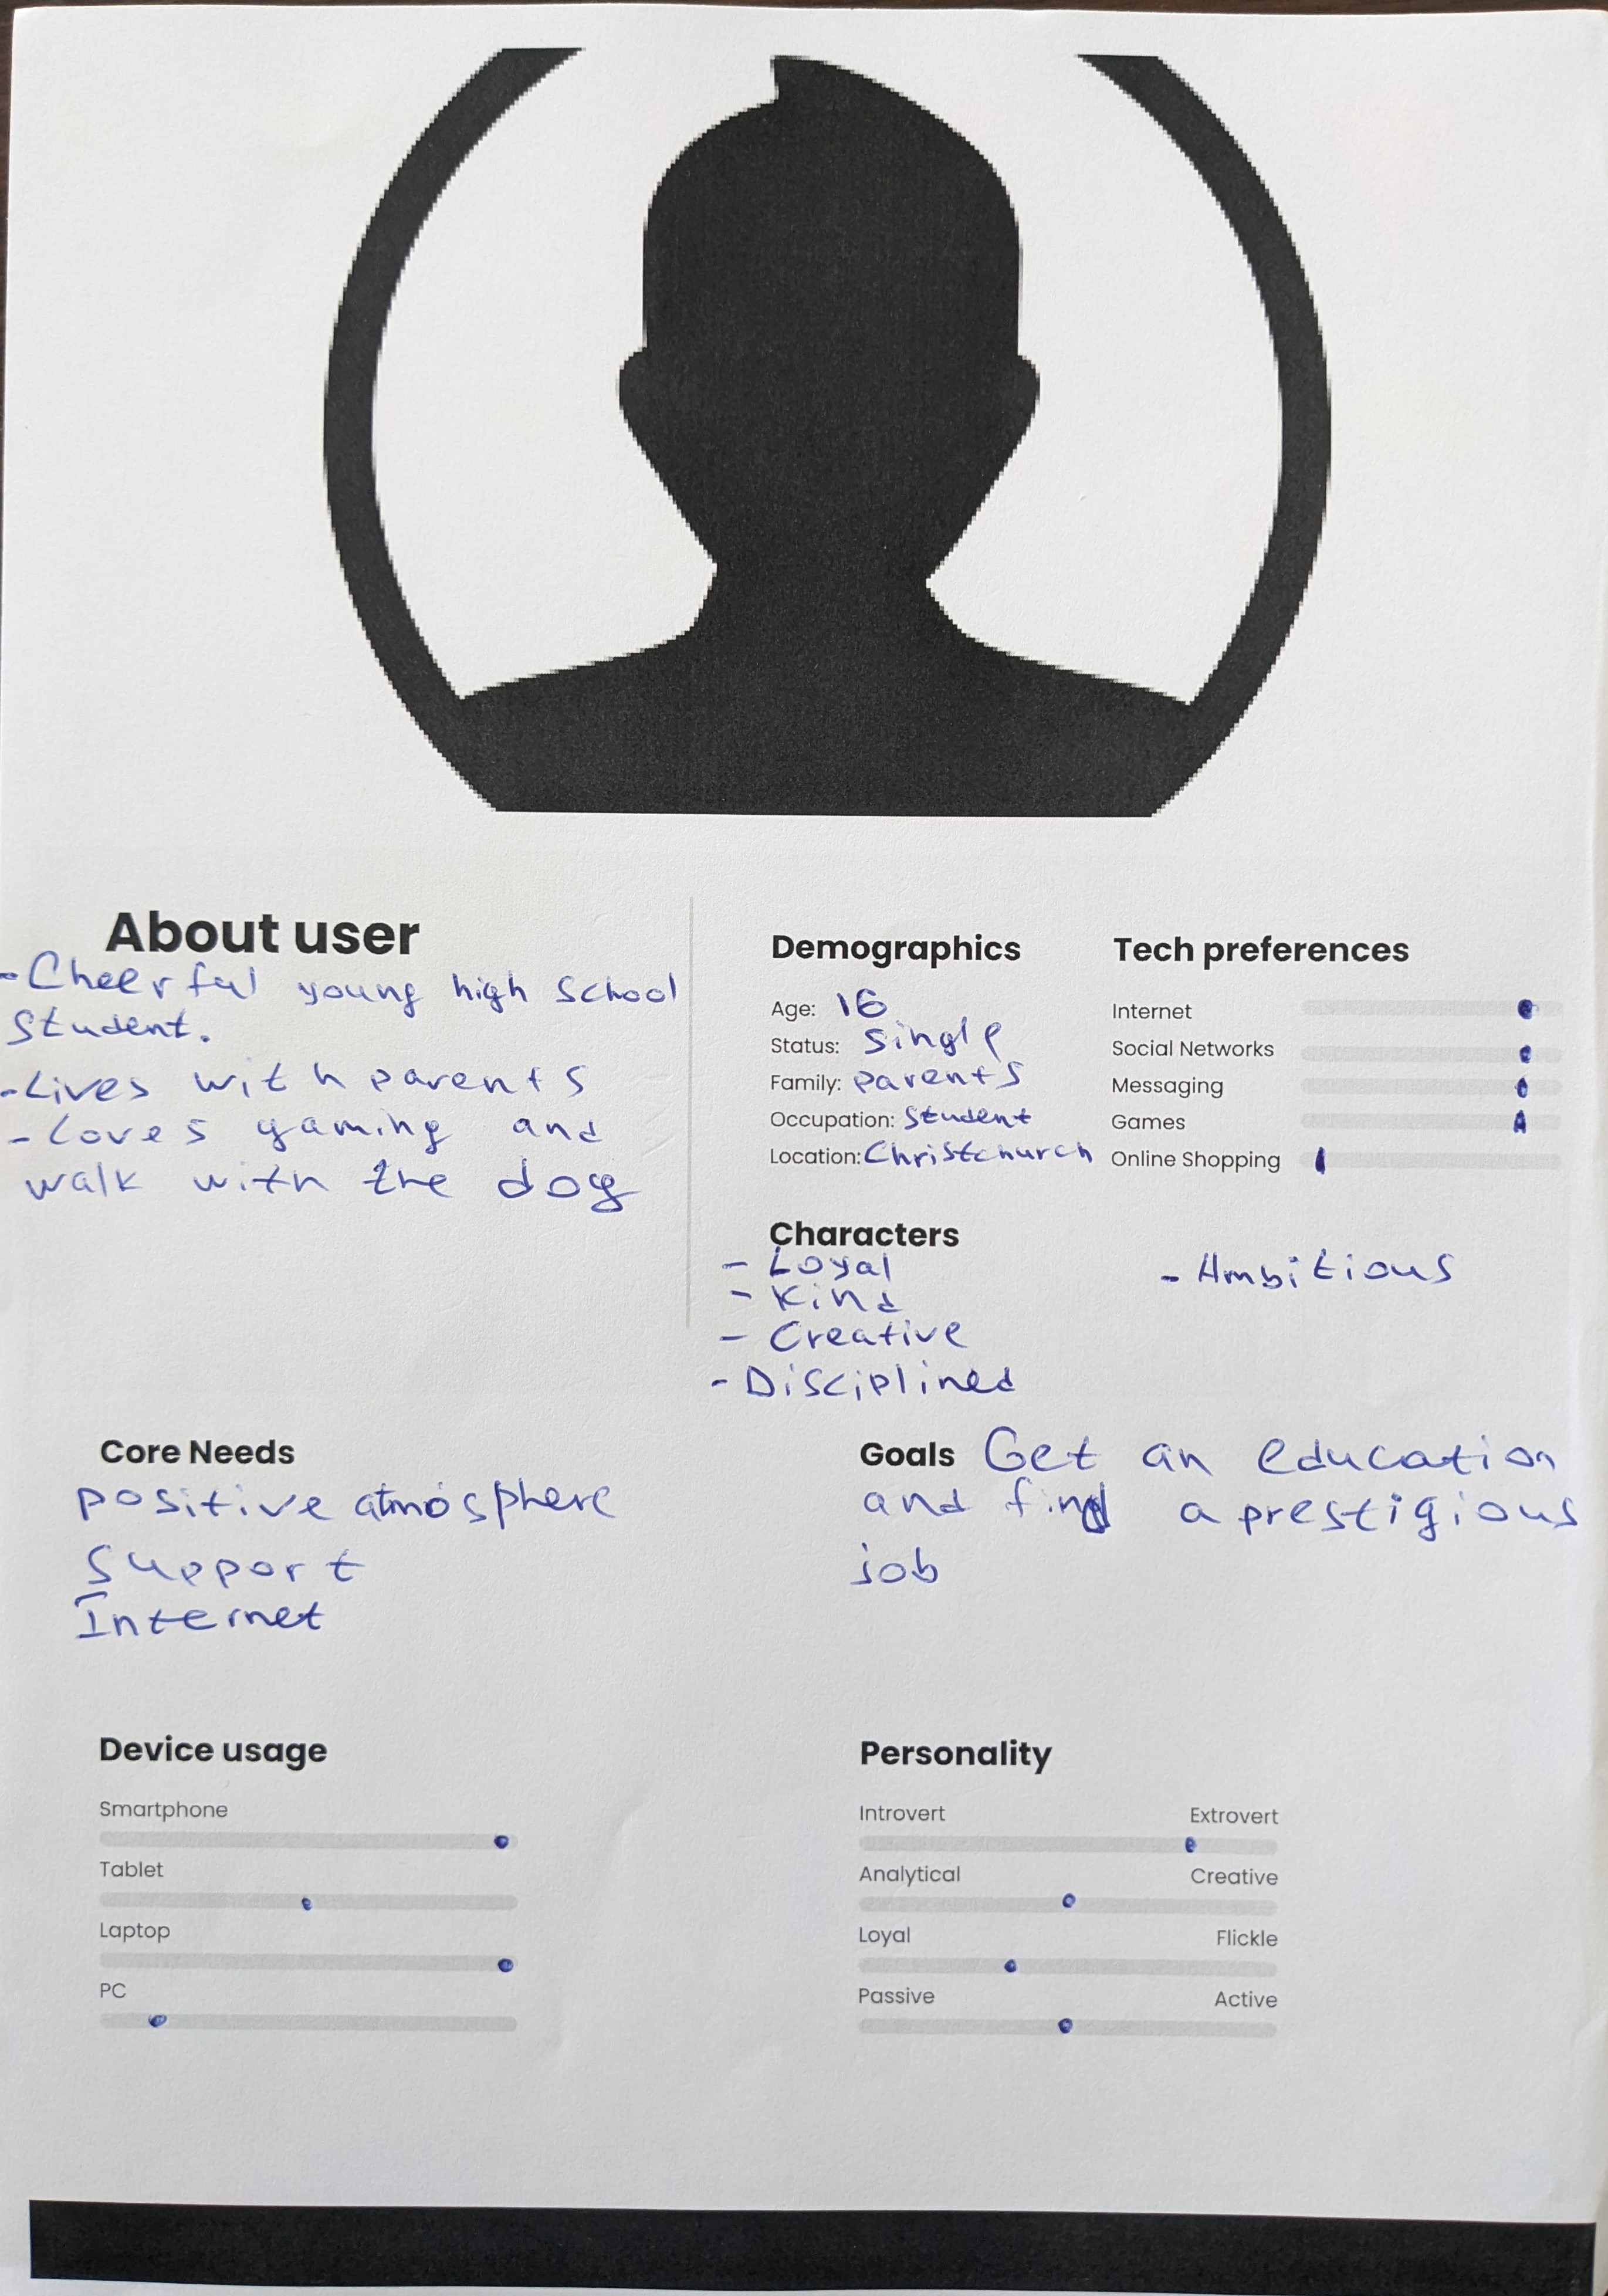 About user
- Cheerful young high school
student.
- Lives with parents
- Loves gaming and
walk with the dog
Demographics
Age: 16
Status: Single
Family: parents
Occupation: Student
Location: Christchurch
Tech preferences
Internet
Social Networks
Messaging
Games
Online Shopping
Characters
- Loyal
- Kind
- Creative
- Disciplined
- Ambitious
Core Needs
positive atmosphere
Support
Internet
Goals Get an education
and find a prestigious
job
Device usage
Smartphone
Tablet
Laptop
PC
Personality
Introvert Extrovert
Analytical Creative
Loyal Flickle
Passive Active